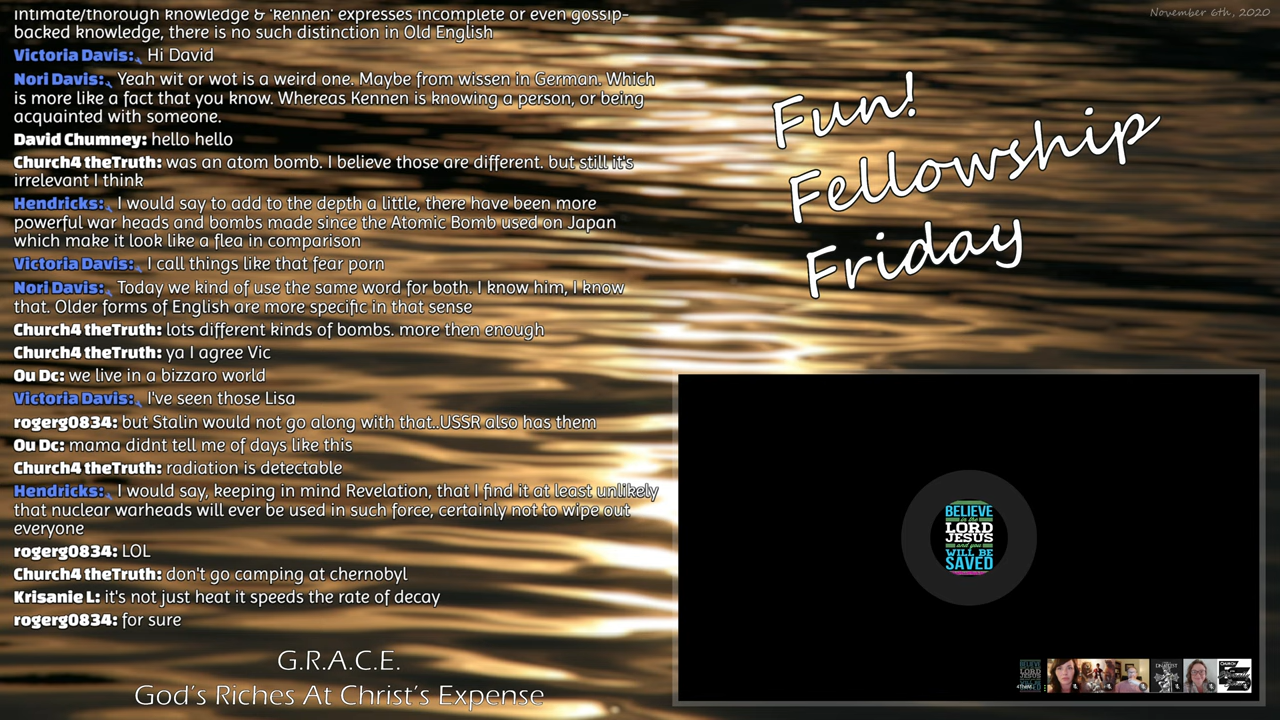 intimate/thorough knowledge & 'kennen' expresses incomplete or even gossip-
backed knowledge, there is no such distinction in Old English
Victoria Davis: Hi David
Nori Davis: Yeah wit or wot is a weird one. Maybe from wissen in German. Which
is more like a fact that you know. Whereas Kennen is knowing a person, or being
acquainted with someone.
David Chumney: hello hello
Church4 theTruth: was an atom bomb. I believe those are different. but still it's
irrelevant I think
Hendricks: I would say to add to the depth a little, there have been more
powerful war heads and bombs made since the Atomic Bomb used on Japan
which make it look like a flea in comparison
Victoria Davis: I call things like that fear porn
Nori Davis: Today we kind of use the same word for both. I know him, I know
that. Older forms of English are more specific in that sense
Church4 theTruth: lots different kinds of bombs. more then enough
Church4 theTruth: ya I agree Vic
Ou Dc: we live in a bizzaro world
Victoria Davis: I've seen those Lisa
rogerg0834: but Stalin would not go along with that..USSR also has them
Ou Dc: mama didnt tell me of days like this
Church4 theTruth: radiation is detectable
Hendricks: I would say, keeping in mind Revelation, that I find it at least unlikely
that nuclear warheads will ever be used in such force, certainly not to wipe out
everyone
rogerg0834: LOL
Church4 theTruth: don't go camping at chernobyl
Krisanie L: it's not just heat it speeds the rate of decay
rogerg0834: for sure
G.R.A.C.E.
God's Riches At Christ's Expense
November 6th, 2020
Fun!
Fellowship
Friday
BELIEVE
in the
LORD
JESUS
and you
WILL BE
SAVED